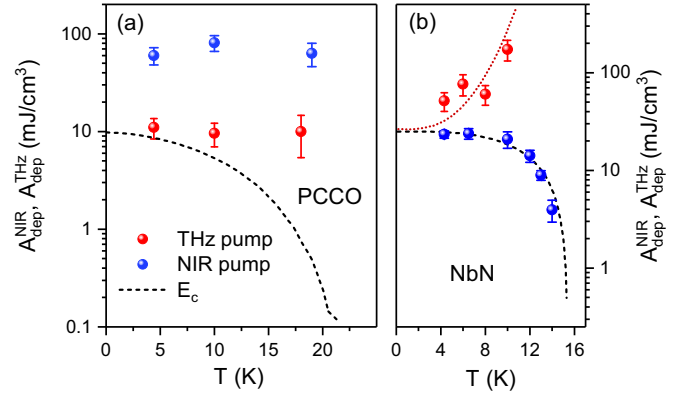 (a)
(b)
100
10
1
0.1
A_dep^NIR, A_dep^THz (mJ/cm³)
PCCO
THz pump
NIR pump
E_c
0 5 10 15 20
T (K)
NbN
0 4 8 12 16
T (K)
100
10
1
A_dep^NIR, A_dep^THz (mJ/cm³)